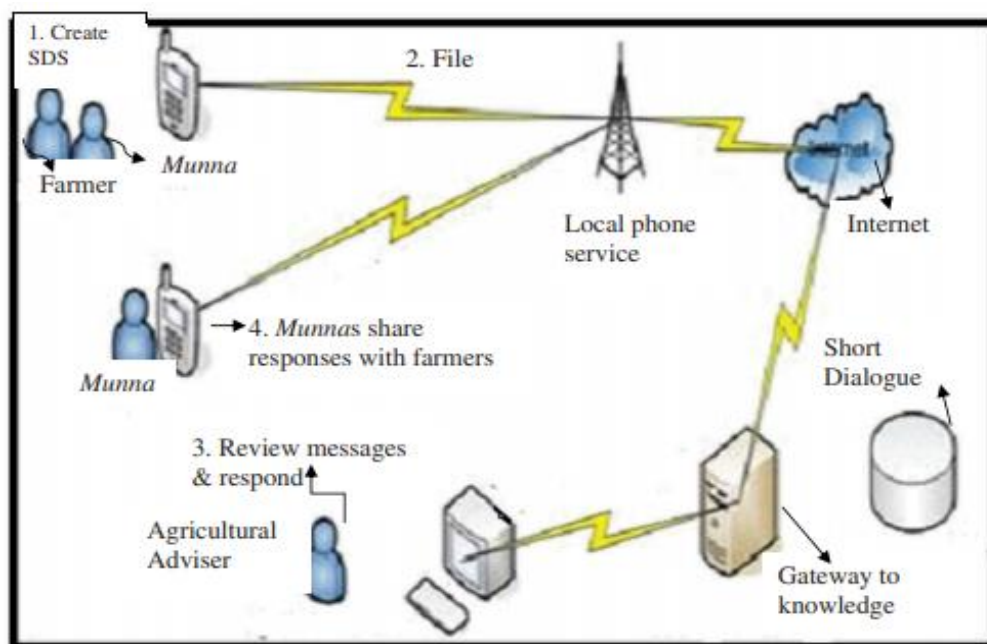 1. Create
SDS
2. File
Farmer
Munna
Internet
Local phone
service
Internet
4. Munnas share
responses with farmers
Munna
Short
Dialogue
3. Review messages
& respond
Agricultural
Adviser
Gateway to
knowledge